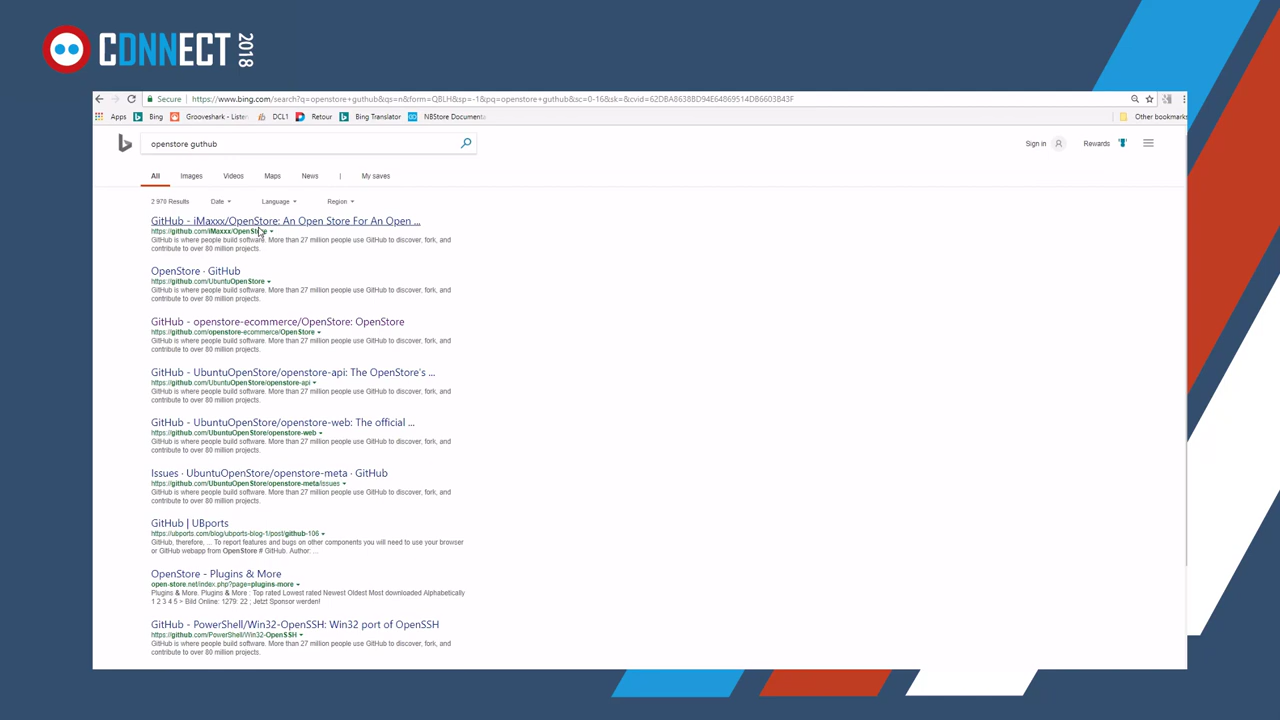 CDNNECT 2018
Secure https://www.bing.com/search?q=openstore+guthub&qs=n&form=QBLH&sp=-1&pq=openstore+guthub&sc=0-16&sk=&cvid=62DBA8638BD94E64869514DB6603B43F
Apps Bing Grooveshark - Listen DCL1 Retour Bing Translator NBStore Documenta Other bookmarks
openstore guthub Sign in Rewards
All Images Videos Maps News | My saves
2 970 Results Date Language Region
GitHub - iMaxxx/OpenStore: An Open Store For An Open ...
https://github.com/iMaxxx/OpenStore
GitHub is where people build software. More than 27 million people use GitHub to discover, fork, and
contribute to over 80 million projects.
OpenStore · GitHub
https://github.com/UbuntuOpenStore
GitHub is where people build software. More than 27 million people use GitHub to discover, fork, and
contribute to over 80 million projects.
GitHub - openstore-ecommerce/OpenStore: OpenStore
https://github.com/openstore-ecommerce/OpenStore
GitHub is where people build software. More than 27 million people use GitHub to discover, fork, and
contribute to over 80 million projects.
GitHub - UbuntuOpenStore/openstore-api: The OpenStore's ...
https://github.com/UbuntuOpenStore/openstore-api
GitHub is where people build software. More than 27 million people use GitHub to discover, fork, and
contribute to over 80 million projects.
GitHub - UbuntuOpenStore/openstore-web: The official ...
https://github.com/UbuntuOpenStore/openstore-web
GitHub is where people build software. More than 27 million people use GitHub to discover, fork, and
contribute to over 80 million projects.
Issues · UbuntuOpenStore/openstore-meta · GitHub
https://github.com/UbuntuOpenStore/openstore-meta/issues
GitHub is where people build software. More than 27 million people use GitHub to discover, fork, and
contribute to over 80 million projects.
GitHub | UBports
https://ubports.com/blog/ubports-blog-1/post/github-106
GitHub, therefore, ... To report features and bugs on other components you will need to use your browser
or GitHub webapp from OpenStore # GitHub. Author: ...
OpenStore - Plugins & More
open-store.net/index.php?page=plugins-more
Plugins & More. Plugins & More ; Top rated Lowest rated Newest Oldest Most downloaded Alphabetically
1 2 3 4 5 > Bild Online: 1279: 22 ; Jetzt Sponsor werden!
GitHub - PowerShell/Win32-OpenSSH: Win32 port of OpenSSH
https://github.com/PowerShell/Win32-OpenSSH
GitHub is where people build software. More than 27 million people use GitHub to discover, fork, and
contribute to over 80 million projects.